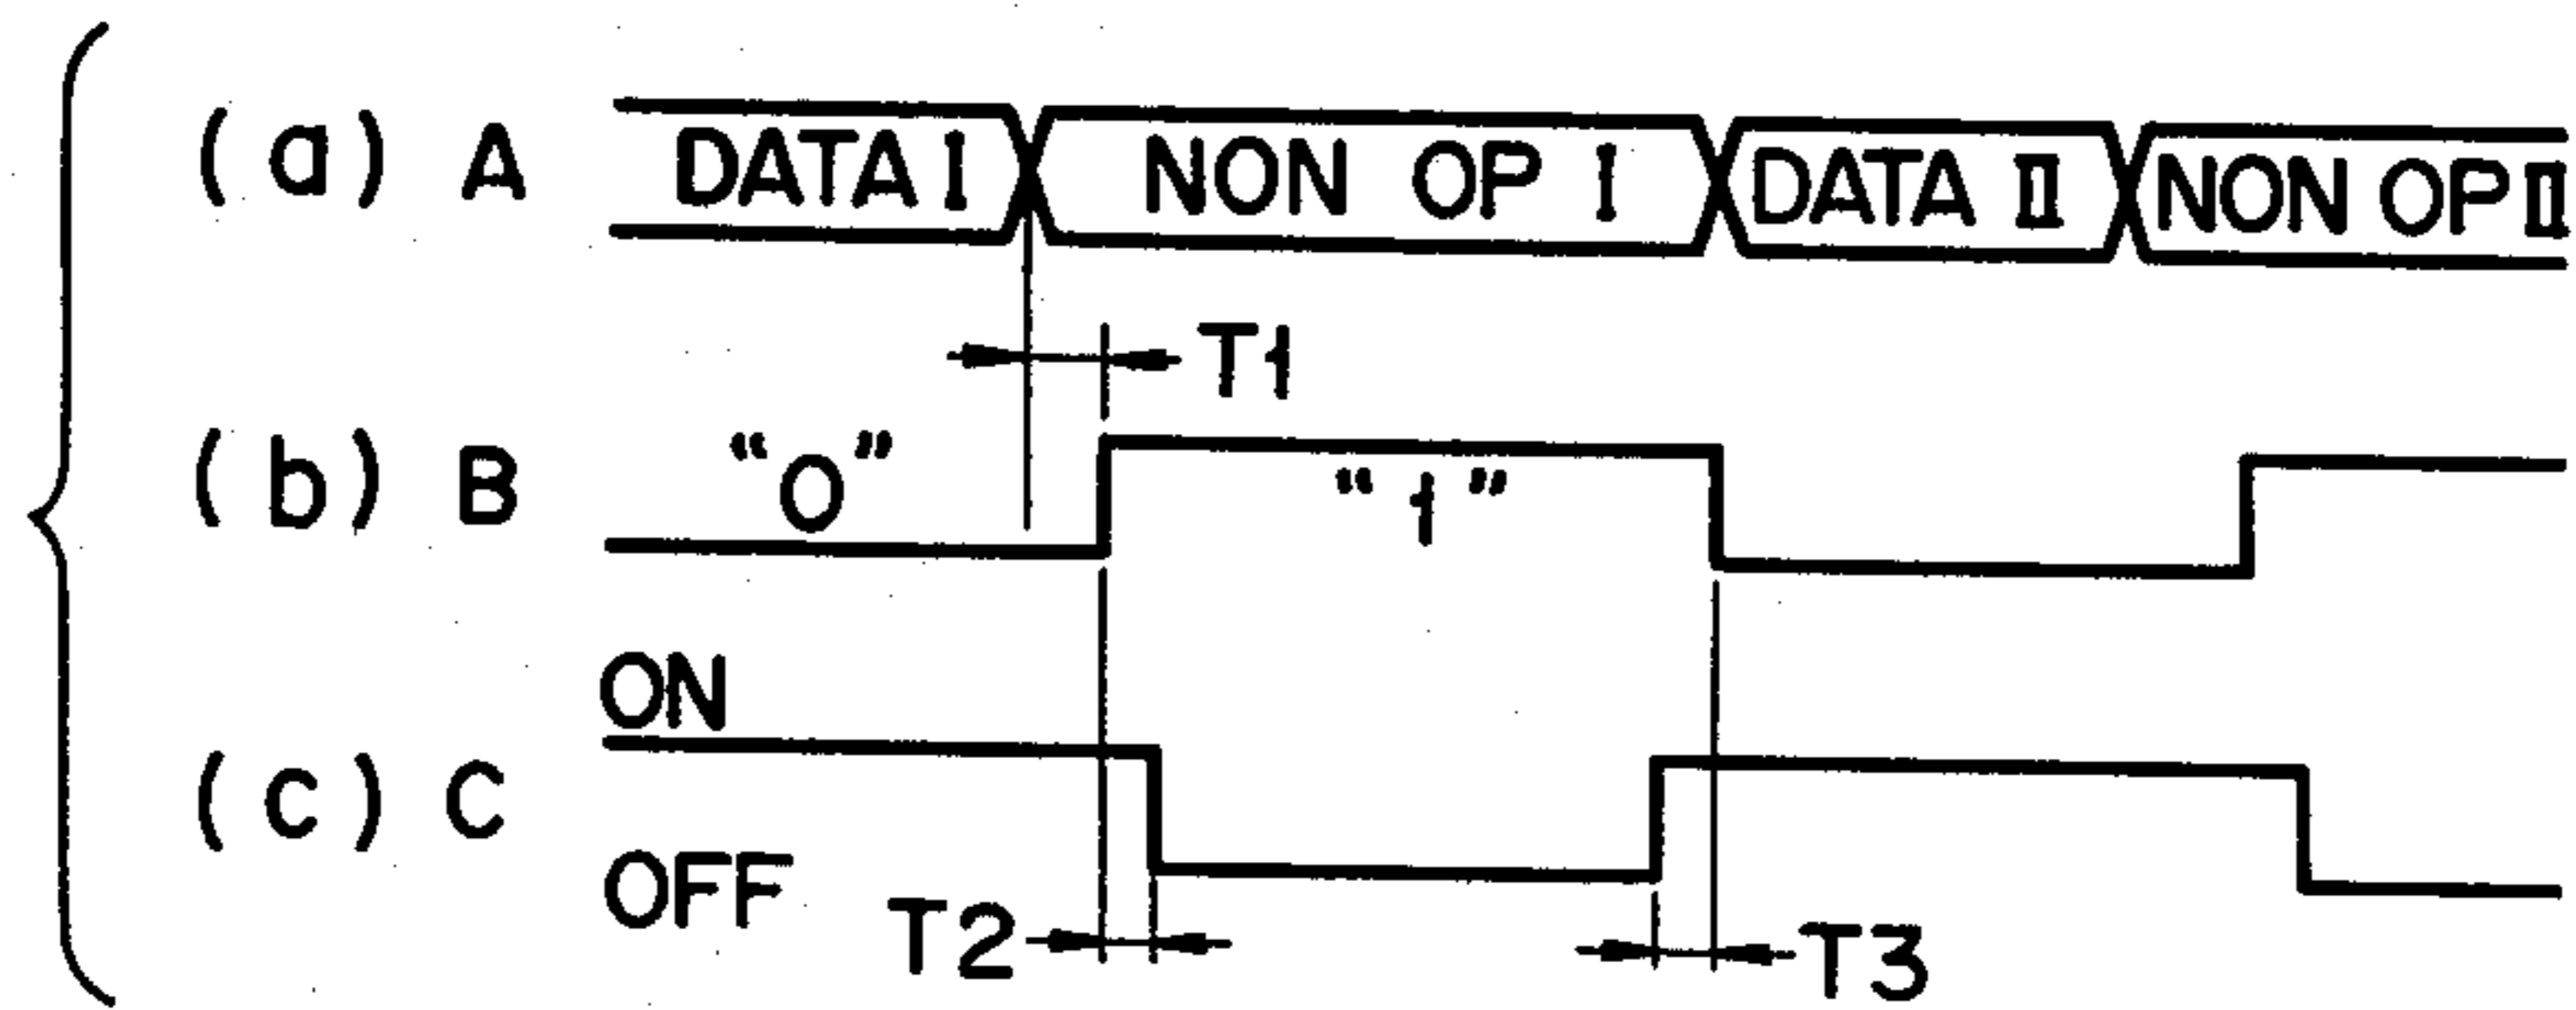 (a) A DATA I NON OP I DATA II NON OP II
T1
(b) B "0" "1"
ON
(c) C
OFF
T2 T3